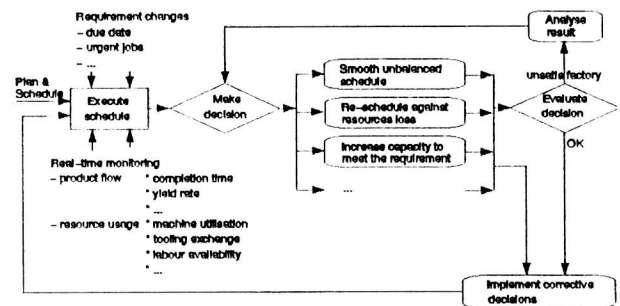 Requirement changes
– due date
– urgent jobs
– ...
Plan &
Schedule
Execute
schedule
Make
decision
Smooth unbalanced
schedule
Re-schedule against
resources loss
Increase capacity to
meet the requirement
...
Analyse
result
unsatisfactory
Evaluate
decision
OK
Real-time monitoring
– product flow
* completion time
* yield rate
* ...
– resource usage
* machine utilisation
* tooling exchange
* labour availability
* ...
Implement corrective
decisions